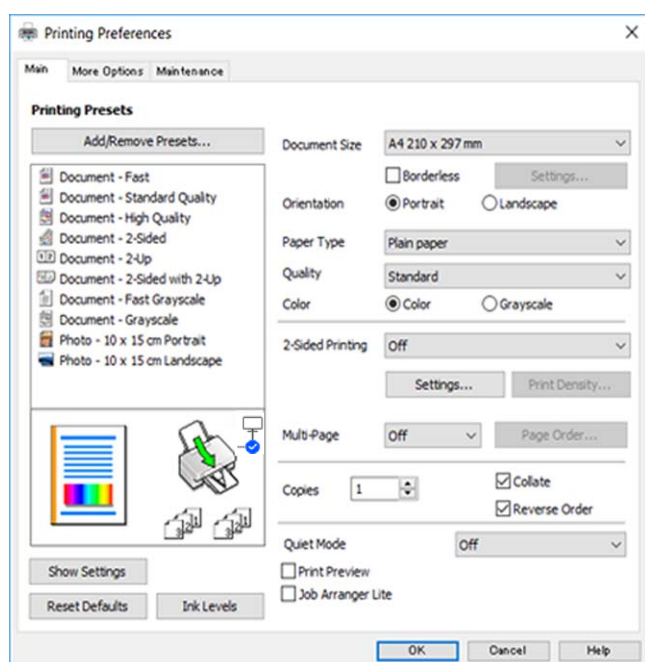 Printing Preferences
Main More Options Maintenance
Printing Presets
Add/Remove Presets...
Document - Fast
Document - Standard Quality
Document - High Quality
Document - 2-Sided
Document - 2-Up
Document - 2-Sided with 2-Up
Document - Fast Grayscale
Document - Grayscale
Photo - 10 x 15 cm Portrait
Photo - 10 x 15 cm Landscape
Show Settings
Reset Defaults Ink Levels
Document Size A4 210 x 297 mm
Borderless Settings...
Orientation Portrait Landscape
Paper Type Plain paper
Quality Standard
Color Color Grayscale
2-Sided Printing Off
Settings... Print Density...
Multi-Page Off Page Order...
Copies 1 Collate
Reverse Order
Quiet Mode Off
Print Preview
Job Arranger Lite
OK Cancel Help